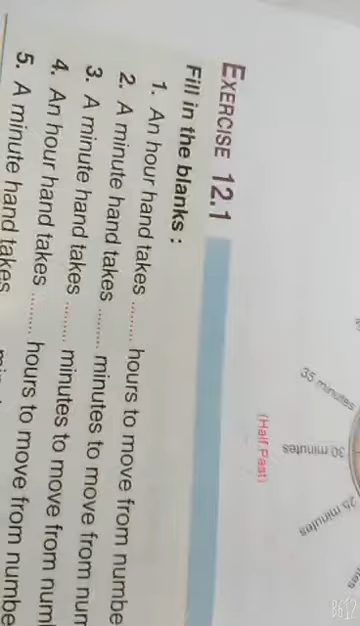 35 minutes
30 minutes
25 minutes
(Half Past)
EXERCISE 12.1
Fill in the blanks :
1. An hour hand takes ......... hours to move from numbe
2. A minute hand takes ......... minutes to move from num
3. A minute hand takes ......... minutes to move from num
4. An hour hand takes ......... hours to move from numbe
5. A minute hand takes
B612